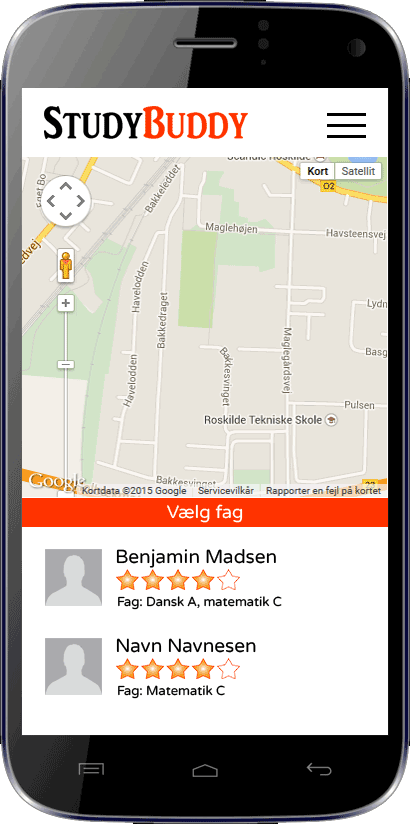 STUDYBUDDY
Scandic Roskilde
Kort Satellit
O2
Bakkeleddet
Maglehøjen
Havsteensvej
Havelodden
Bakkedraget
Lydn
Maglegårdsvej
Bakkesvinget
Basg
Havelodden
Pulsen
Roskilde Tekniske Skole
Bakkesvinget
Google
Kortdata ©2015 Google Servicevilkår Rapporter en fejl på kortet
Vælg fag
Benjamin Madsen
Fag: Dansk A, matematik C
Navn Navnesen
Fag: Matematik C